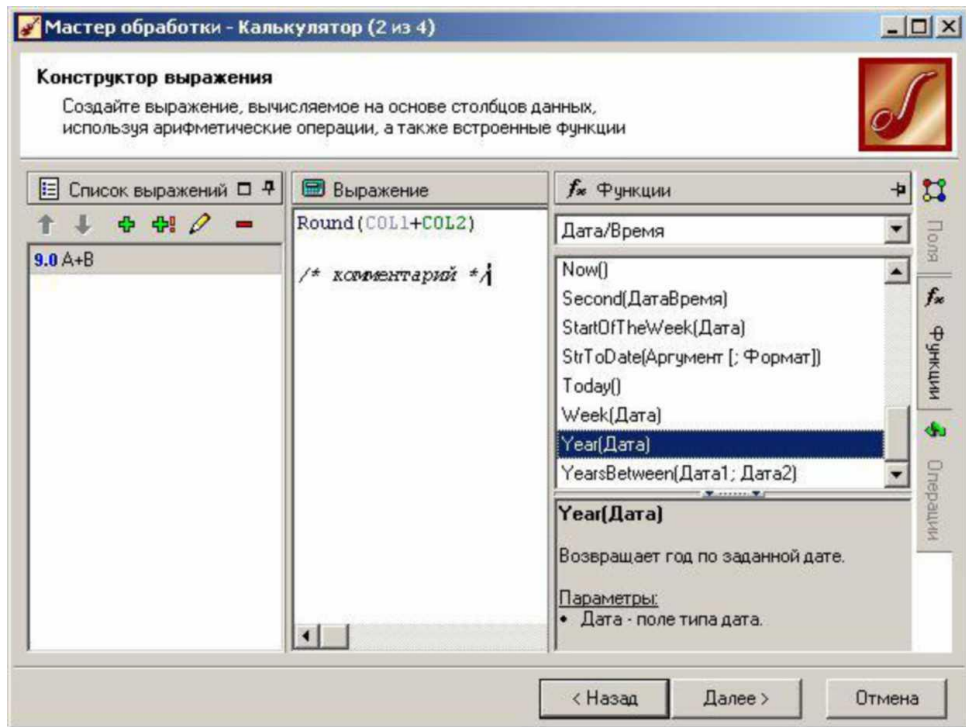 Мастер обработки - Калькулятор (2 из 4)
Конструктор выражения
Создайте выражение, вычисляемое на основе столбцов данных,
используя арифметические операции, а также встроенные функции
Список выражений
9.0 A+B
Выражение
Round(COL1+COL2)
/* комментарий */
fx Функции
Дата/Время
Now()
Second(ДатаВремя)
StartOfTheWeek(Дата)
StrToDate(Аргумент [; Формат])
Today()
Week(Дата)
Year(Дата)
YearsBetween(Дата1; Дата2)
Year(Дата)
Возвращает год по заданной дате.
Параметры:
• Дата - поле типа дата.
Поля
fx Функции
Операции
< Назад
Далее >
Отмена